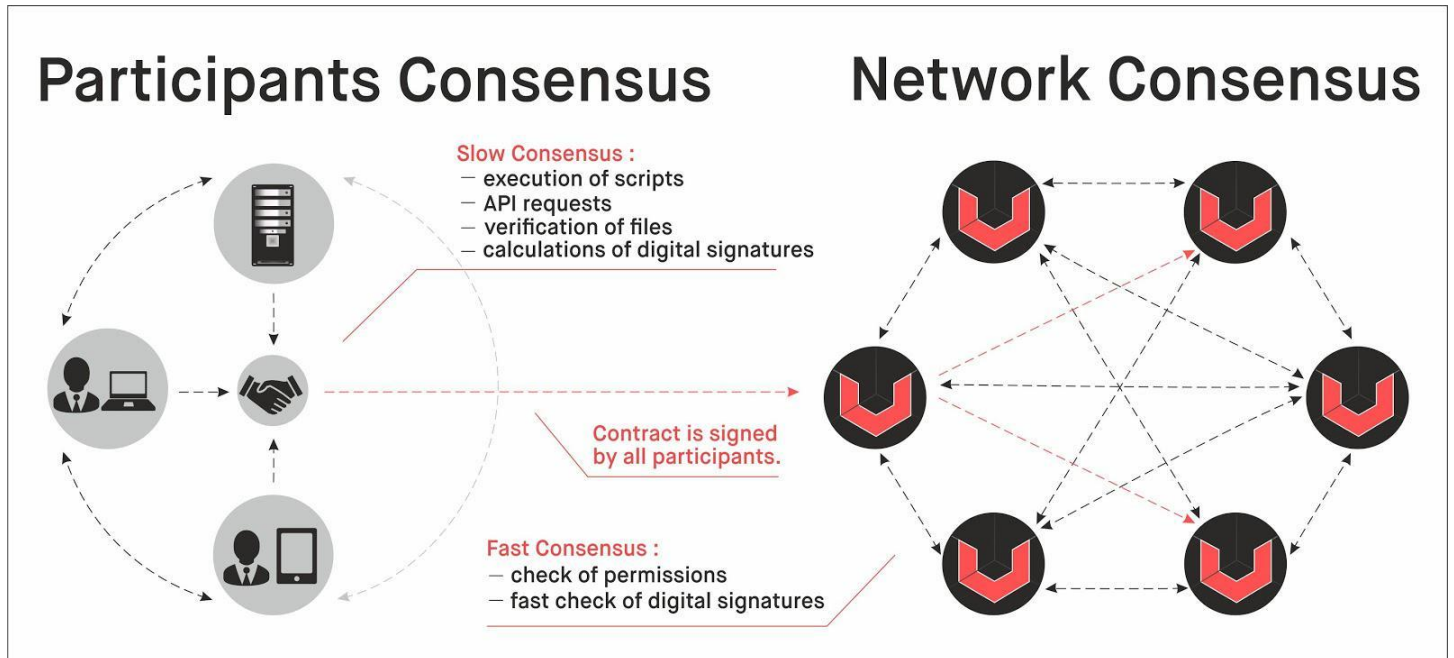 Participants Consensus
Network Consensus
Slow Consensus :
— execution of scripts
— API requests
— verification of files
— calculations of digital signatures
Contract is signed
by all participants.
Fast Consensus :
— check of permissions
— fast check of digital signatures